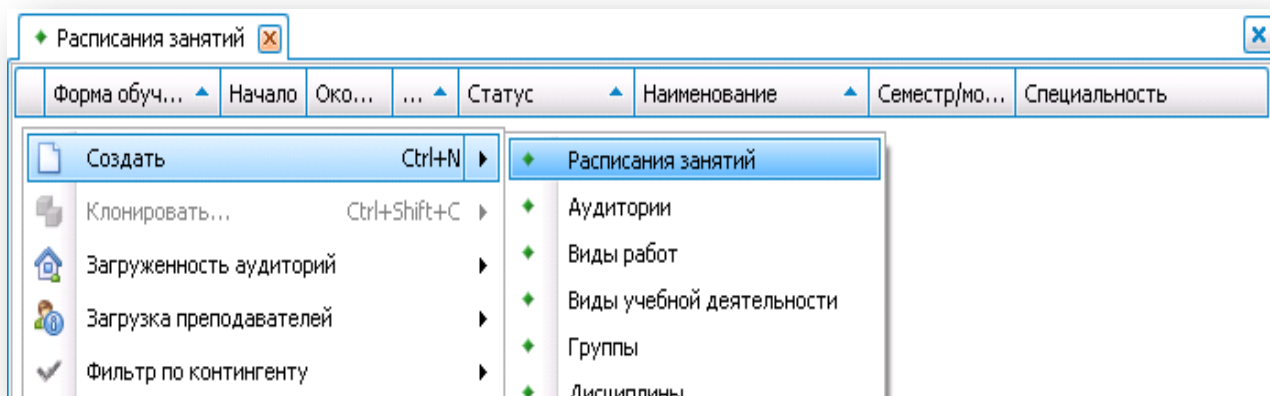 Расписания занятий
Форма обуч... Начало Око... ... Статус Наименование Семестр/мо... Специальность
Создать Ctrl+N Расписания занятий
Клонировать... Ctrl+Shift+C Аудитории
Виды работ
Загруженность аудиторий
Виды учебной деятельности
Загрузка преподавателей
Группы
Фильтр по контингенту
Дисциплины